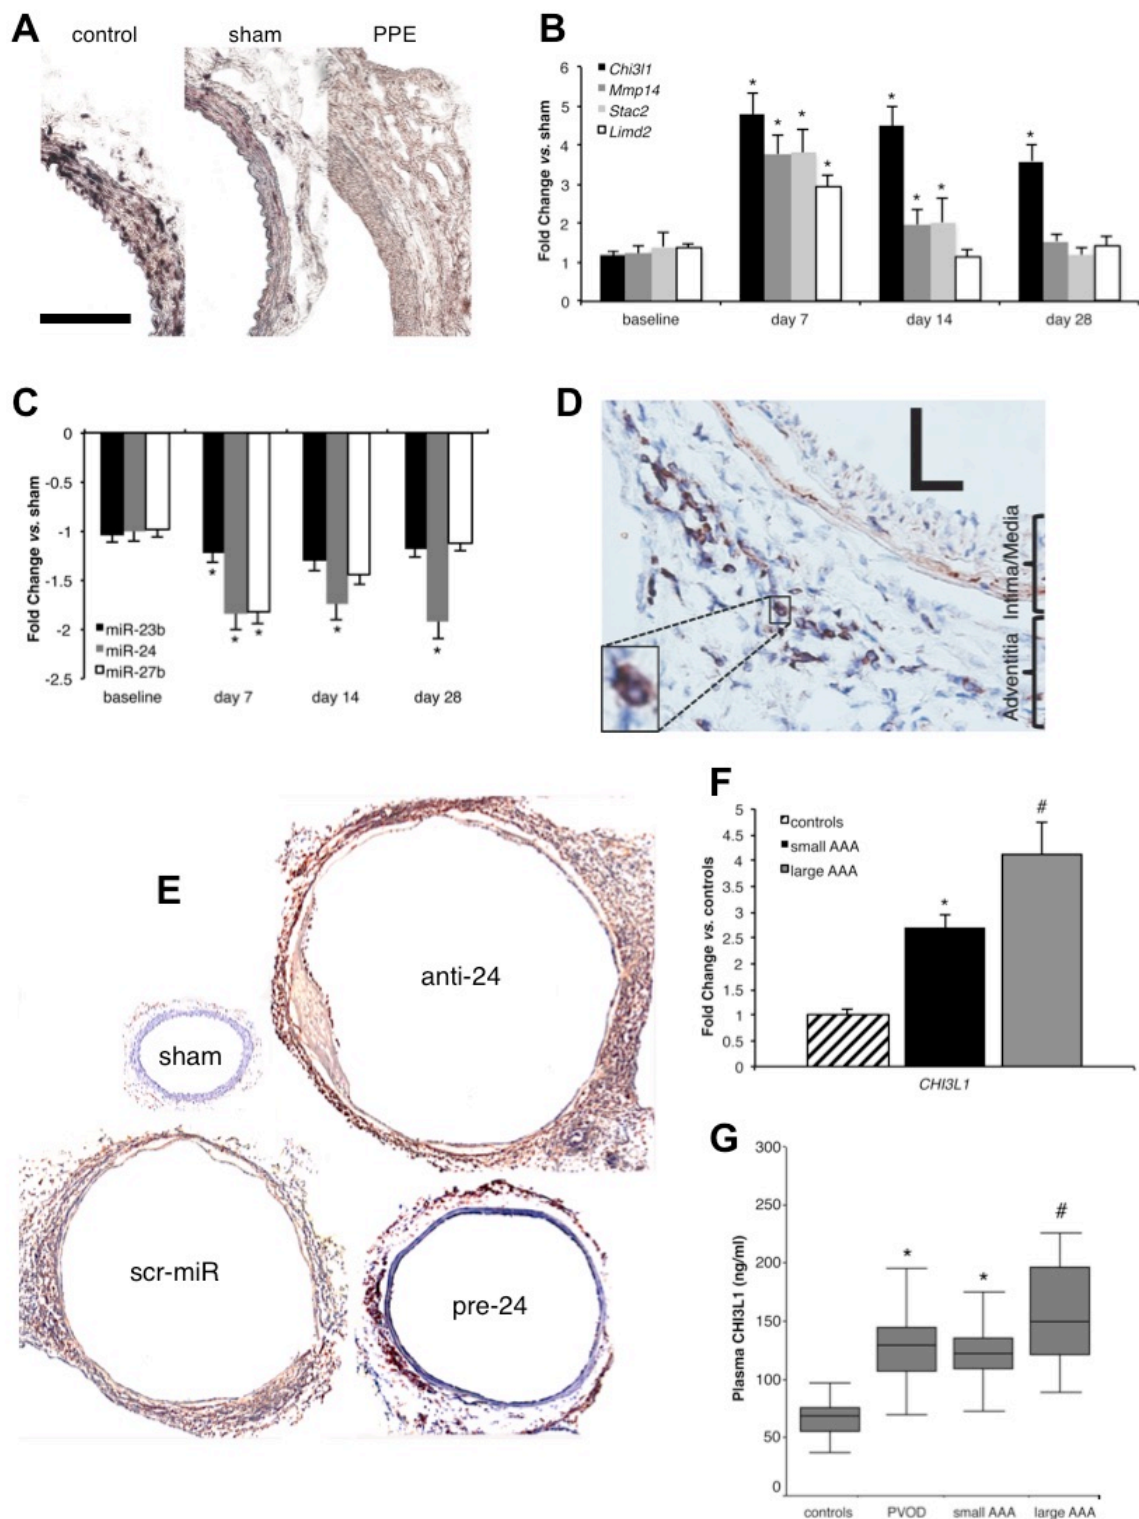 A
control
sham
PPE
B
Fold Change vs. sham
6
5
4
3
2
1
0
Chi3l1
Mmp14
Stac2
Limd2
*
* *
*
*
* *
*
baseline
day 7
day 14
day 28
C
Fold Change vs. sham
0
-0.5
-1
-1.5
-2
-2.5
miR-23b
miR-24
miR-27b
*
* *
*
*
baseline
day 7
day 14
day 28
D
L
Intima/Media
Adventitia
E
sham
anti-24
scr-miR
pre-24
F
Fold Change vs. controls
5
4.5
4
3.5
3
2.5
2
1.5
1
0.5
0
controls
small AAA
large AAA
*
#
CHI3L1
G
Plasma CHI3L1 (ng/ml)
300
250
200
150
100
50
0
*
*
#
controls
PVOD
small AAA
large AAA